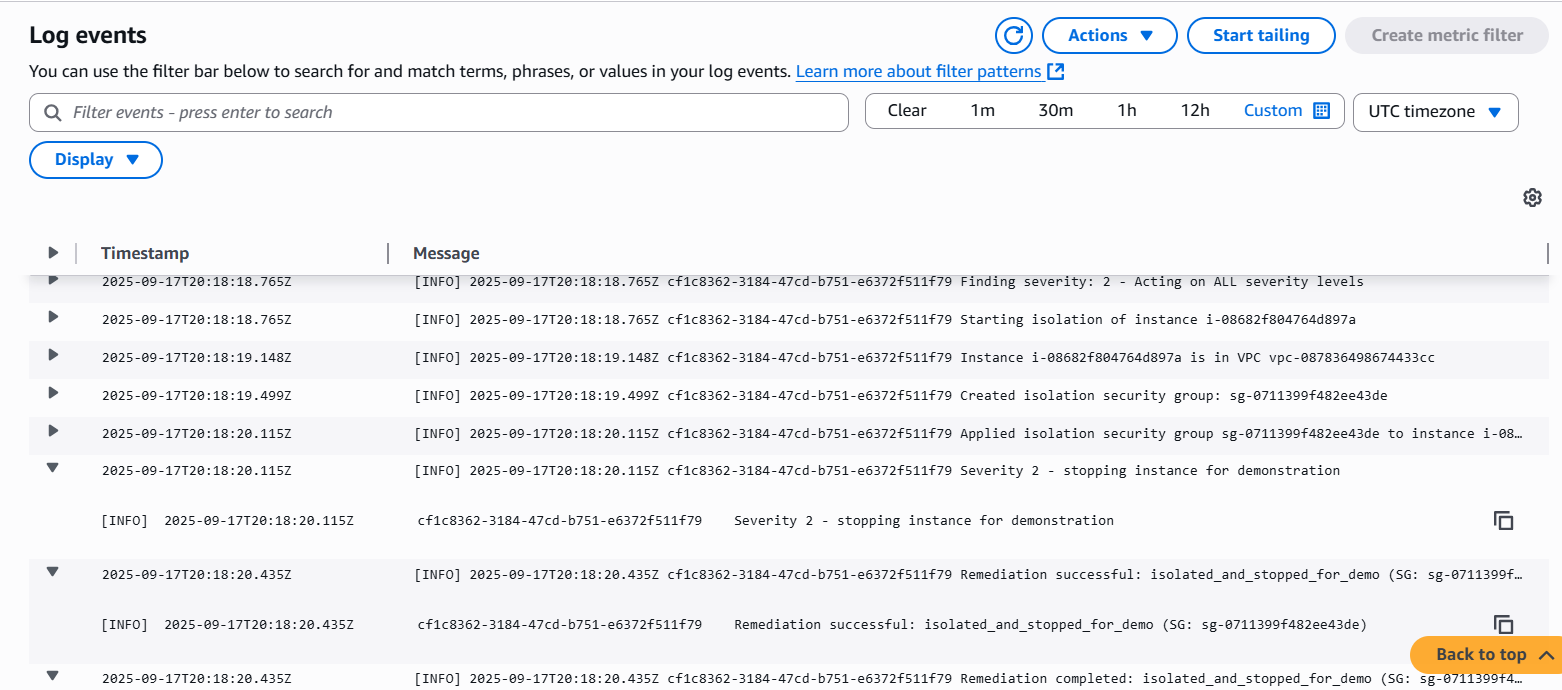 Log events
Actions
Start tailing
Create metric filter
You can use the filter bar below to search for and match terms, phrases, or values in your log events. Learn more about filter patterns
Filter events - press enter to search
Clear 1m 30m 1h 12h Custom
UTC timezone
Display
Timestamp Message
2025-09-17T20:18:18.765Z [INFO] 2025-09-17T20:18:18.765Z cf1c8362-3184-47cd-b751-e6372f511f79 Finding severity: 2 - Acting on ALL severity levels
2025-09-17T20:18:18.765Z [INFO] 2025-09-17T20:18:18.765Z cf1c8362-3184-47cd-b751-e6372f511f79 Starting isolation of instance i-08682f804764d897a
2025-09-17T20:18:19.148Z [INFO] 2025-09-17T20:18:19.148Z cf1c8362-3184-47cd-b751-e6372f511f79 Instance i-08682f804764d897a is in VPC vpc-087836498674433cc
2025-09-17T20:18:19.499Z [INFO] 2025-09-17T20:18:19.499Z cf1c8362-3184-47cd-b751-e6372f511f79 Created isolation security group: sg-0711399f482ee43de
2025-09-17T20:18:20.115Z [INFO] 2025-09-17T20:18:20.115Z cf1c8362-3184-47cd-b751-e6372f511f79 Applied isolation security group sg-0711399f482ee43de to instance i-08…
2025-09-17T20:18:20.115Z [INFO] 2025-09-17T20:18:20.115Z cf1c8362-3184-47cd-b751-e6372f511f79 Severity 2 - stopping instance for demonstration
[INFO] 2025-09-17T20:18:20.115Z cf1c8362-3184-47cd-b751-e6372f511f79 Severity 2 - stopping instance for demonstration
2025-09-17T20:18:20.435Z [INFO] 2025-09-17T20:18:20.435Z cf1c8362-3184-47cd-b751-e6372f511f79 Remediation successful: isolated_and_stopped_for_demo (SG: sg-0711399f…
[INFO] 2025-09-17T20:18:20.435Z cf1c8362-3184-47cd-b751-e6372f511f79 Remediation successful: isolated_and_stopped_for_demo (SG: sg-0711399f482ee43de)
Back to top
2025-09-17T20:18:20.435Z [INFO] 2025-09-17T20:18:20.435Z cf1c8362-3184-47cd-b751-e6372f511f79 Remediation completed: isolated_and_stopped_for_demo (SG: sg-0711399f4…